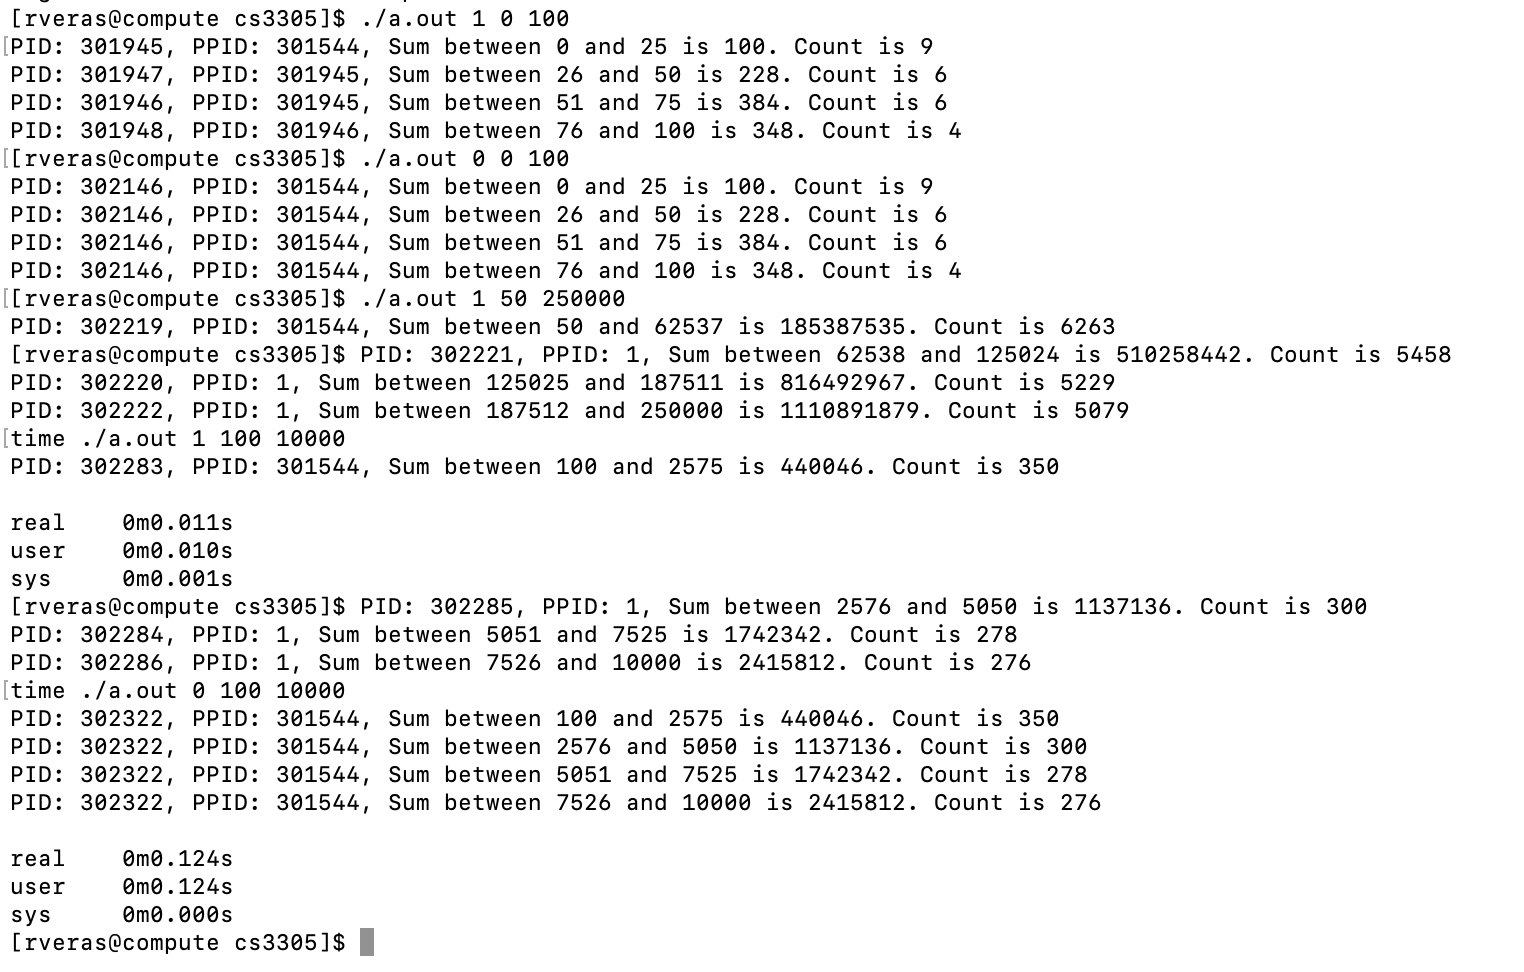 [rveras@compute cs3305]$ ./a.out 1 0 100
[PID: 301945, PPID: 301544, Sum between 0 and 25 is 100. Count is 9
PID: 301947, PPID: 301945, Sum between 26 and 50 is 228. Count is 6
PID: 301946, PPID: 301945, Sum between 51 and 75 is 384. Count is 6
PID: 301948, PPID: 301946, Sum between 76 and 100 is 348. Count is 4
[[rveras@compute cs3305]$ ./a.out 0 0 100
PID: 302146, PPID: 301544, Sum between 0 and 25 is 100. Count is 9
PID: 302146, PPID: 301544, Sum between 26 and 50 is 228. Count is 6
PID: 302146, PPID: 301544, Sum between 51 and 75 is 384. Count is 6
PID: 302146, PPID: 301544, Sum between 76 and 100 is 348. Count is 4
[[rveras@compute cs3305]$ ./a.out 1 50 250000
PID: 302219, PPID: 301544, Sum between 50 and 62537 is 185387535. Count is 6263
[rveras@compute cs3305]$ PID: 302221, PPID: 1, Sum between 62538 and 125024 is 510258442. Count is 5458
PID: 302220, PPID: 1, Sum between 125025 and 187511 is 816492967. Count is 5229
PID: 302222, PPID: 1, Sum between 187512 and 250000 is 1110891879. Count is 5079
[time ./a.out 1 100 10000
PID: 302283, PPID: 301544, Sum between 100 and 2575 is 440046. Count is 350
real 0m0.011s
user 0m0.010s
sys 0m0.001s
[rveras@compute cs3305]$ PID: 302285, PPID: 1, Sum between 2576 and 5050 is 1137136. Count is 300
PID: 302284, PPID: 1, Sum between 5051 and 7525 is 1742342. Count is 278
PID: 302286, PPID: 1, Sum between 7526 and 10000 is 2415812. Count is 276
[time ./a.out 0 100 10000
PID: 302322, PPID: 301544, Sum between 100 and 2575 is 440046. Count is 350
PID: 302322, PPID: 301544, Sum between 2576 and 5050 is 1137136. Count is 300
PID: 302322, PPID: 301544, Sum between 5051 and 7525 is 1742342. Count is 278
PID: 302322, PPID: 301544, Sum between 7526 and 10000 is 2415812. Count is 276
real 0m0.124s
user 0m0.124s
sys 0m0.000s
[rveras@compute cs3305]$